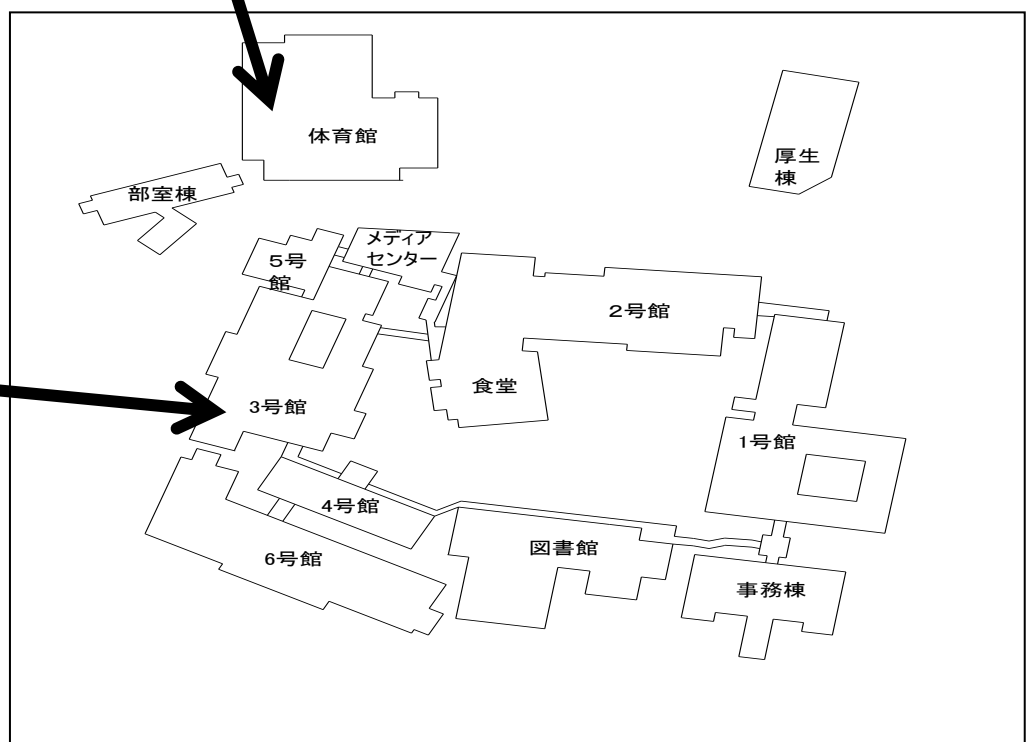 体育館
厚生
棟
部室棟
メディア
センター
５号
館
２号館
食堂
3号館
1号館
4号館
図書館
6号館
事務棟